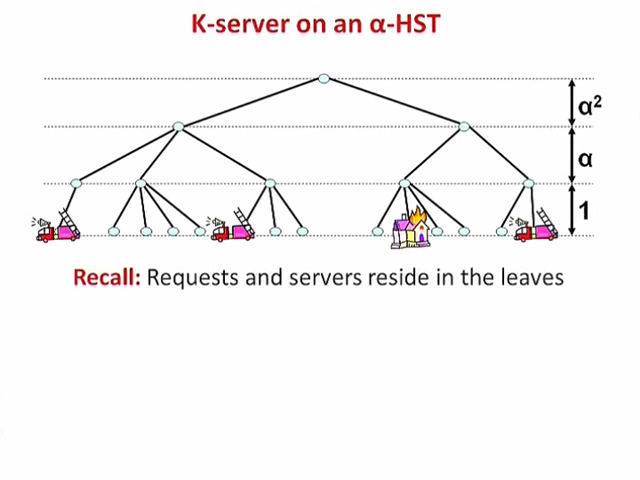 K-server on an α-HST
α²
α
1
Recall: Requests and servers reside in the leaves